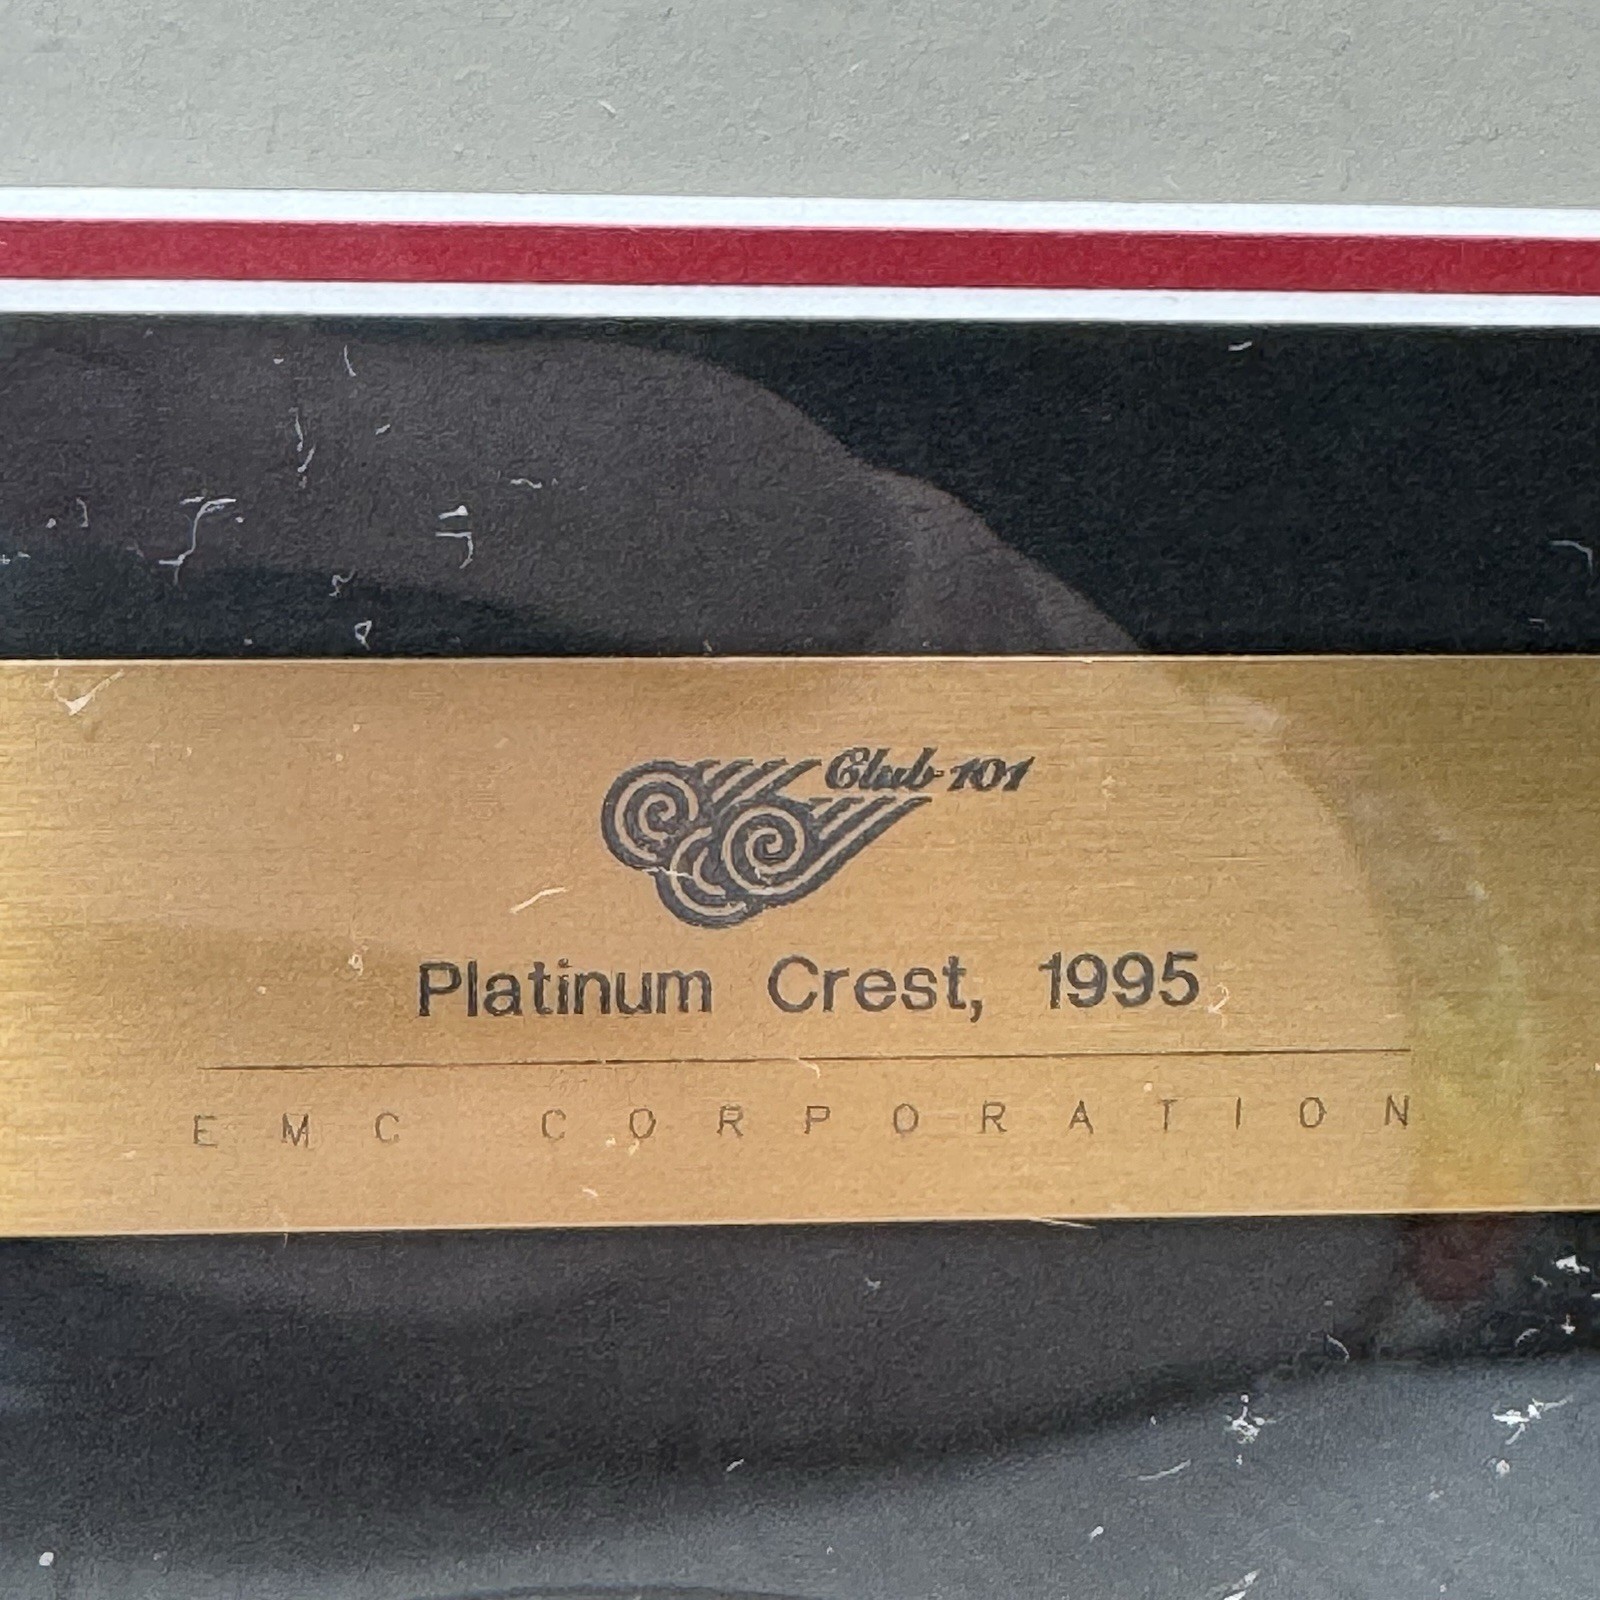 Club 101
Platinum Crest, 1995
EMC CORPORATION